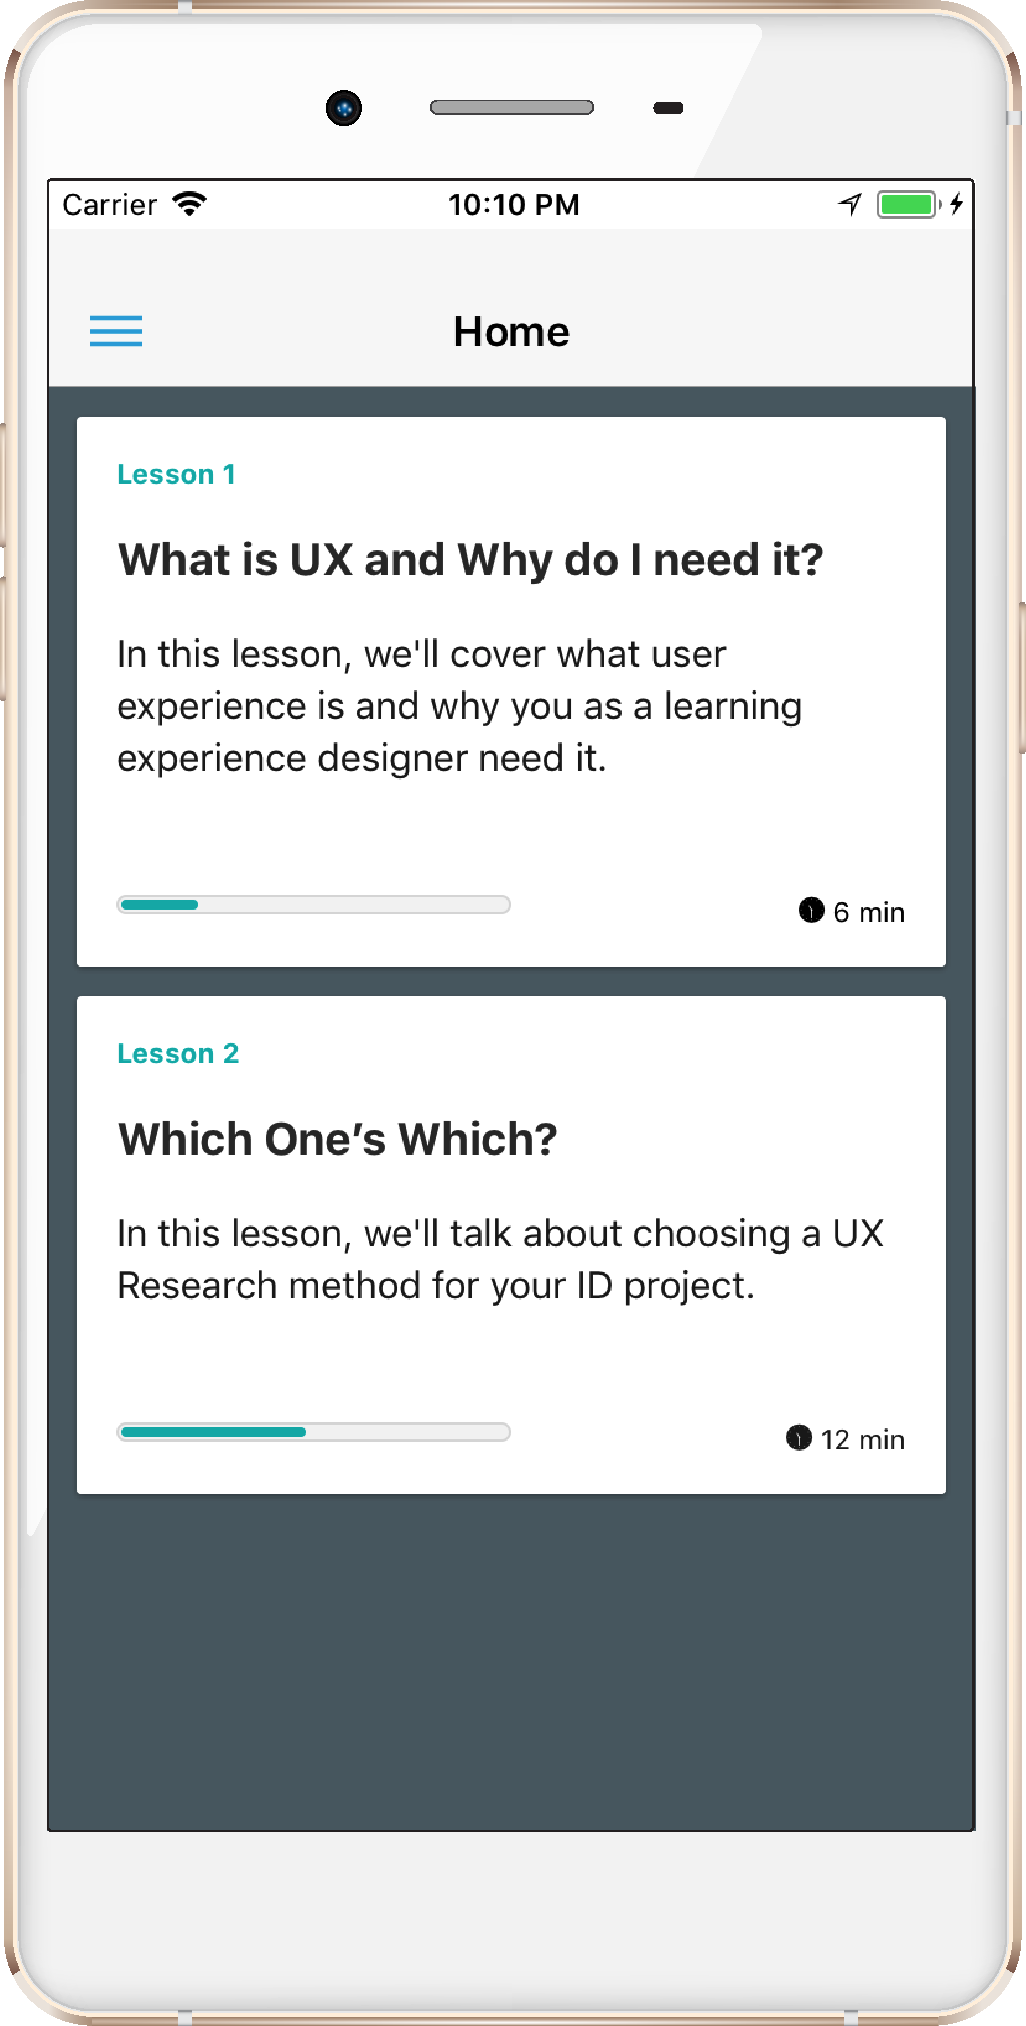 Carrier 10:10 PM
Home
Lesson 1
What is UX and Why do I need it?
In this lesson, we'll cover what user
experience is and why you as a learning
experience designer need it.
6 min
Lesson 2
Which One’s Which?
In this lesson, we'll talk about choosing a UX
Research method for your ID project.
12 min